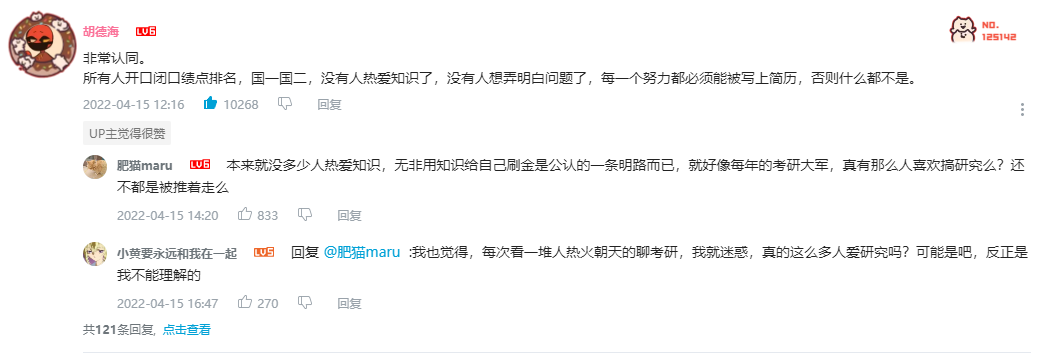 胡德海 LV6
NO.
125142
非常认同。
所有人开口闭口绩点排名，国一国二，没有人热爱知识了，没有人想弄明白问题了，每一个努力都必须能被写上简历，否则什么都不是。
2022-04-15 12:16 10268 回复
UP主觉得很赞
肥猫maru LV6 本来就没多少人热爱知识，无非用知识给自己刷金是公认的一条明路而已，就好像每年的考研大军，真有那么人喜欢搞研究么？还
不都是被推着走么
2022-04-15 14:20 833 回复
小黄要永远和我在一起 LV5 回复 @肥猫maru :我也觉得，每次看一堆人热火朝天的聊考研，我就迷惑，真的这么多人爱研究吗？可能是吧，反正是
我不能理解的
2022-04-15 16:47 270 回复
共121条回复, 点击查看